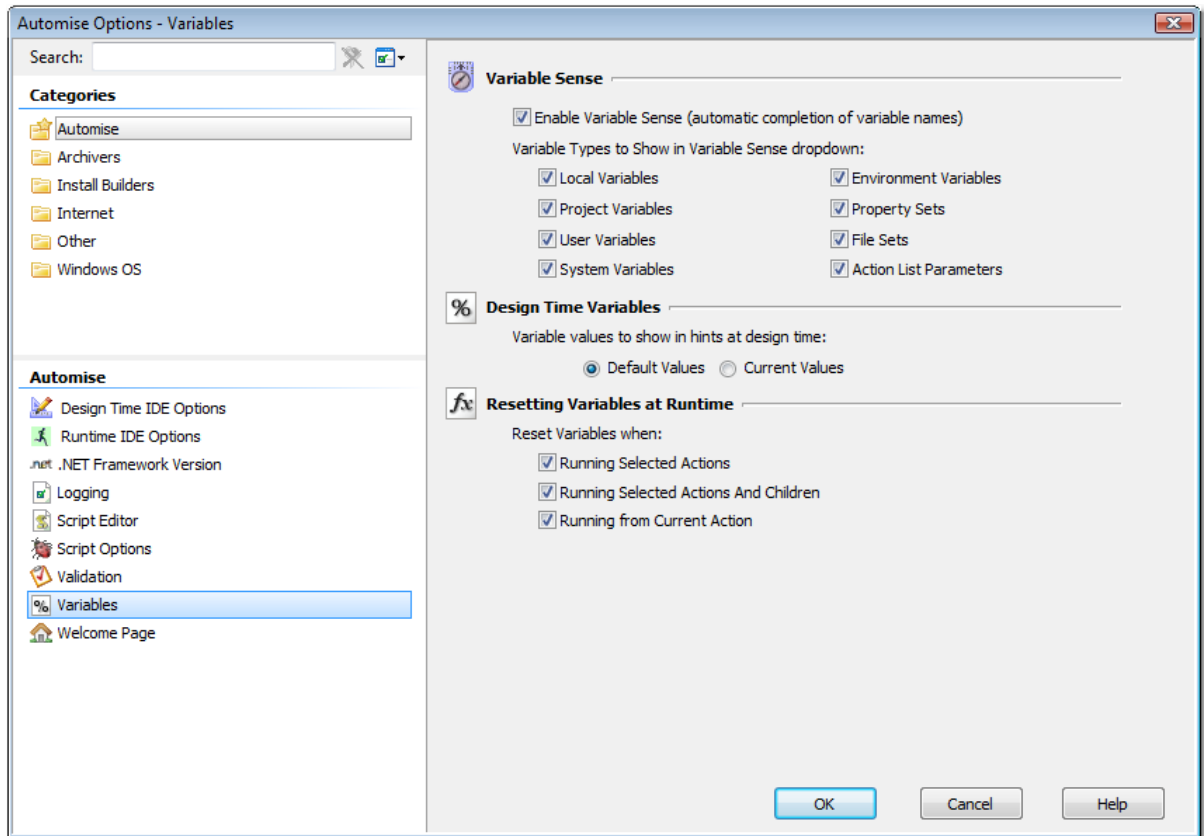 Automise Options - Variables
Search:
Categories
Automise
Archivers
Install Builders
Internet
Other
Windows OS
Automise
Design Time IDE Options
Runtime IDE Options
.net .NET Framework Version
Logging
Script Editor
Script Options
Validation
% Variables
Welcome Page
Variable Sense
Enable Variable Sense (automatic completion of variable names)
Variable Types to Show in Variable Sense dropdown:
Local Variables Environment Variables
Project Variables Property Sets
User Variables File Sets
System Variables Action List Parameters
% Design Time Variables
Variable values to show in hints at design time:
Default Values Current Values
fx Resetting Variables at Runtime
Reset Variables when:
Running Selected Actions
Running Selected Actions And Children
Running from Current Action
OK Cancel Help